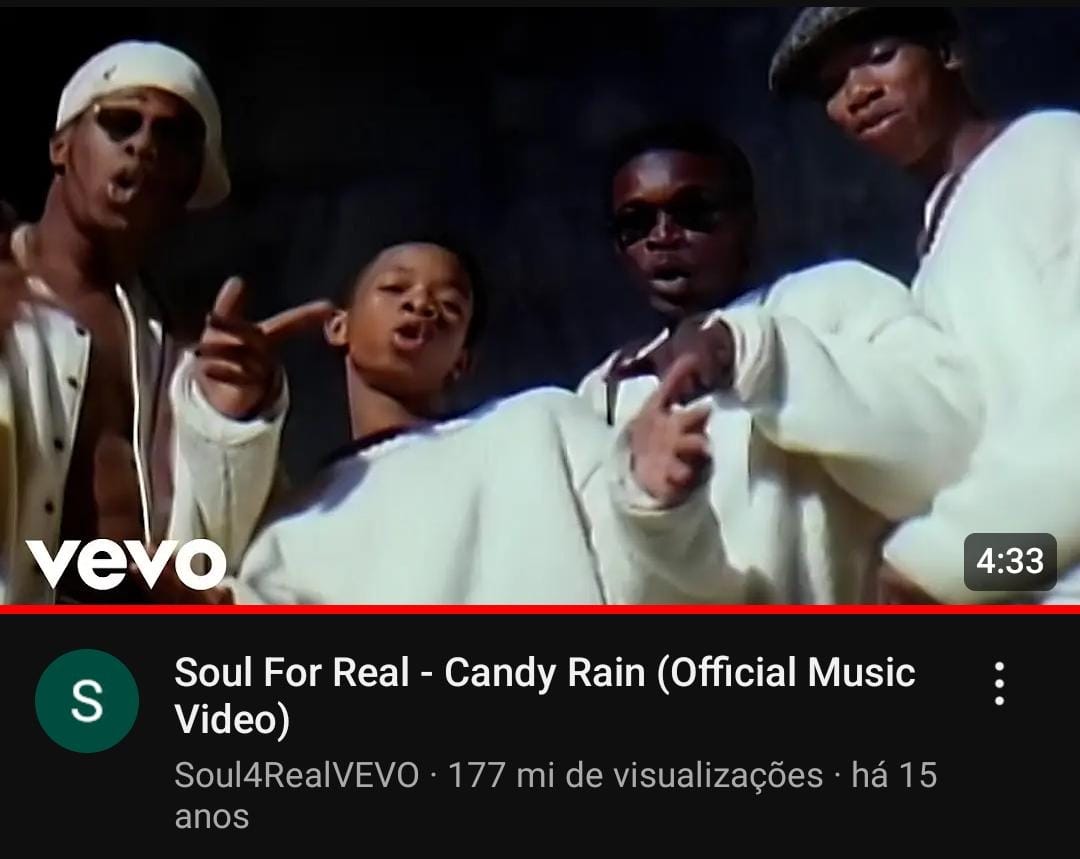 vevo
4:33
S
Soul For Real - Candy Rain (Official Music
Video)
Soul4RealVEVO · 177 mi de visualizações · há 15
anos